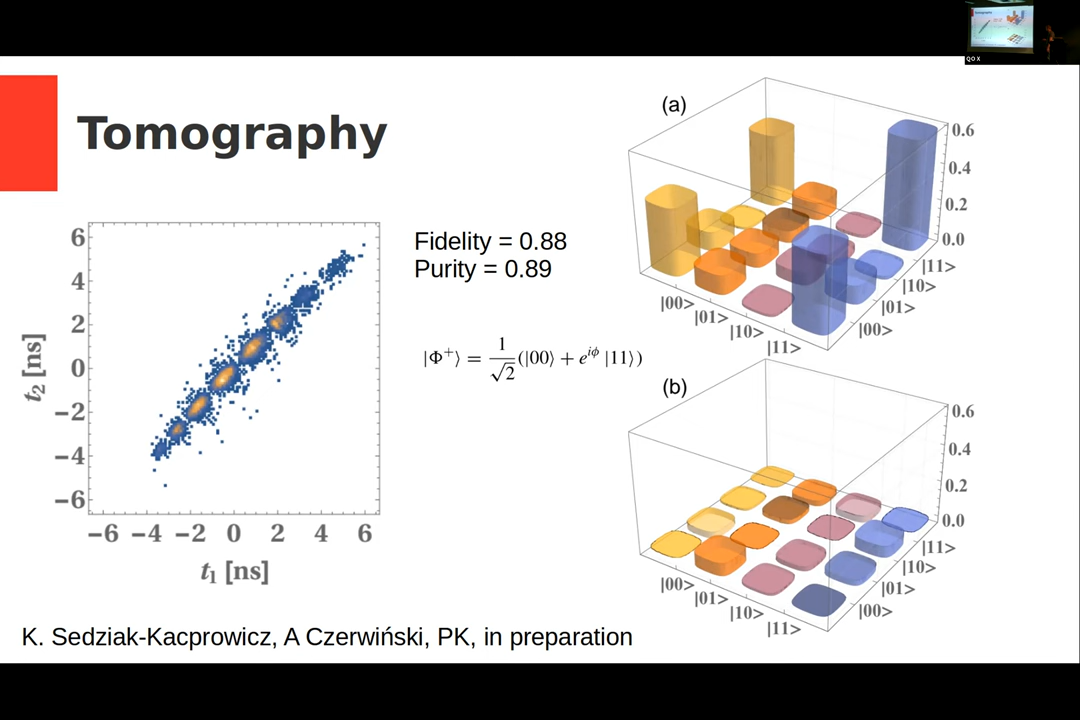 Tomography
QOX
(a)
0.6
0.4
0.2
0.0
|11>
|10>
|01>
|00>
|00>
|01>
|10>
|11>
Fidelity = 0.88
Purity = 0.89
|Φ⁺⟩ = 1/√2 (|00⟩ + e^{iϕ} |11⟩)
6
4
2
0
−2
−4
−6
t₂ [ns]
−6 −4 −2 0 2 4 6
t₁ [ns]
(b)
0.6
0.4
0.2
0.0
|11>
|10>
|01>
|00>
|00>
|01>
|10>
|11>
K. Sedziak-Kacprowicz, A Czerwiński, PK, in preparation